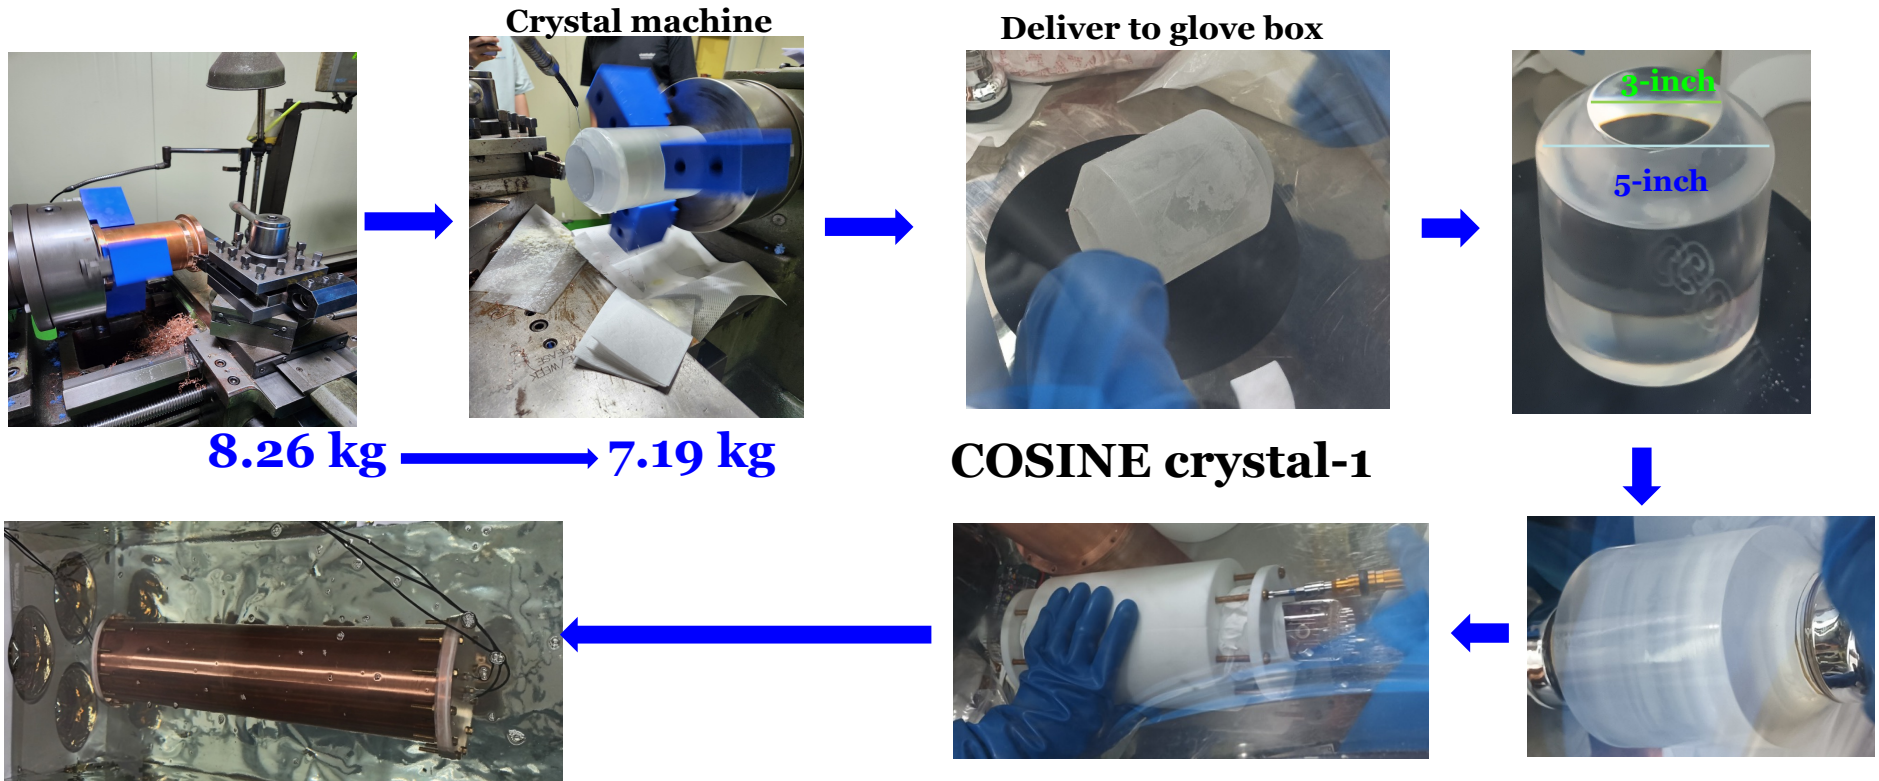 Crystal machine
Deliver to glove box
3-inch
5-inch
8.26 kg
7.19 kg
COSINE crystal-1